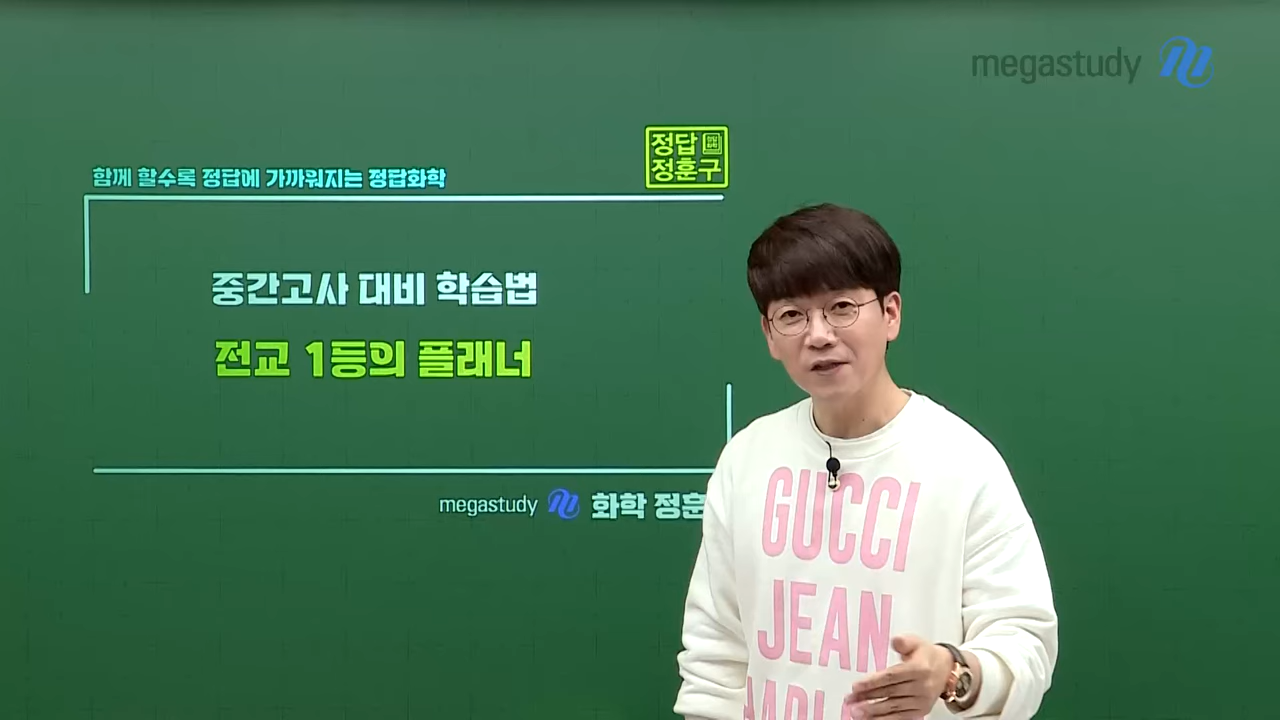 megastudy
정답
정훈구
함께 할수록 정답에 가까워지는 정답화학
중간고사 대비 학습법
전교 1등의 플래너
megastudy 화학
GUCCI
JEAN